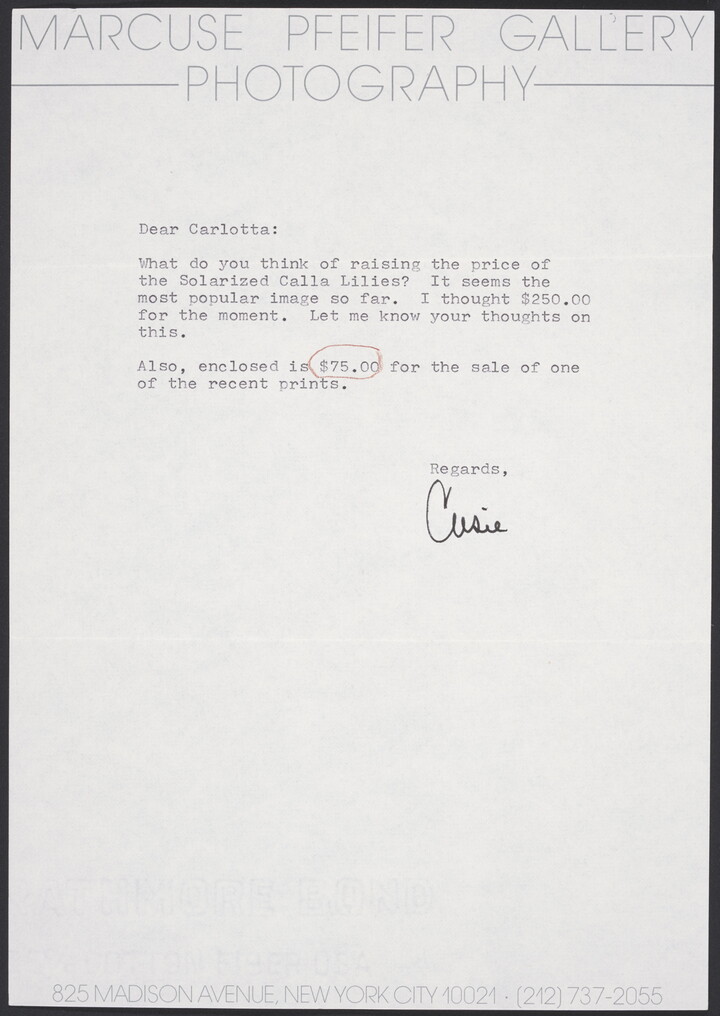 MARCUSE PFEIFER GALLERY
PHOTOGRAPHY
Dear Carlotta:
What do you think of raising the price of
the Solarized Calla Lilies? It seems the
most popular image so far. I thought $250.00
for the moment. Let me know your thoughts on
this.
Also, enclosed is $75.00 for the sale of one
of the recent prints.
Regards,
Cusie
825 MADISON AVENUE, NEW YORK CITY 10021 · (212) 737-2055